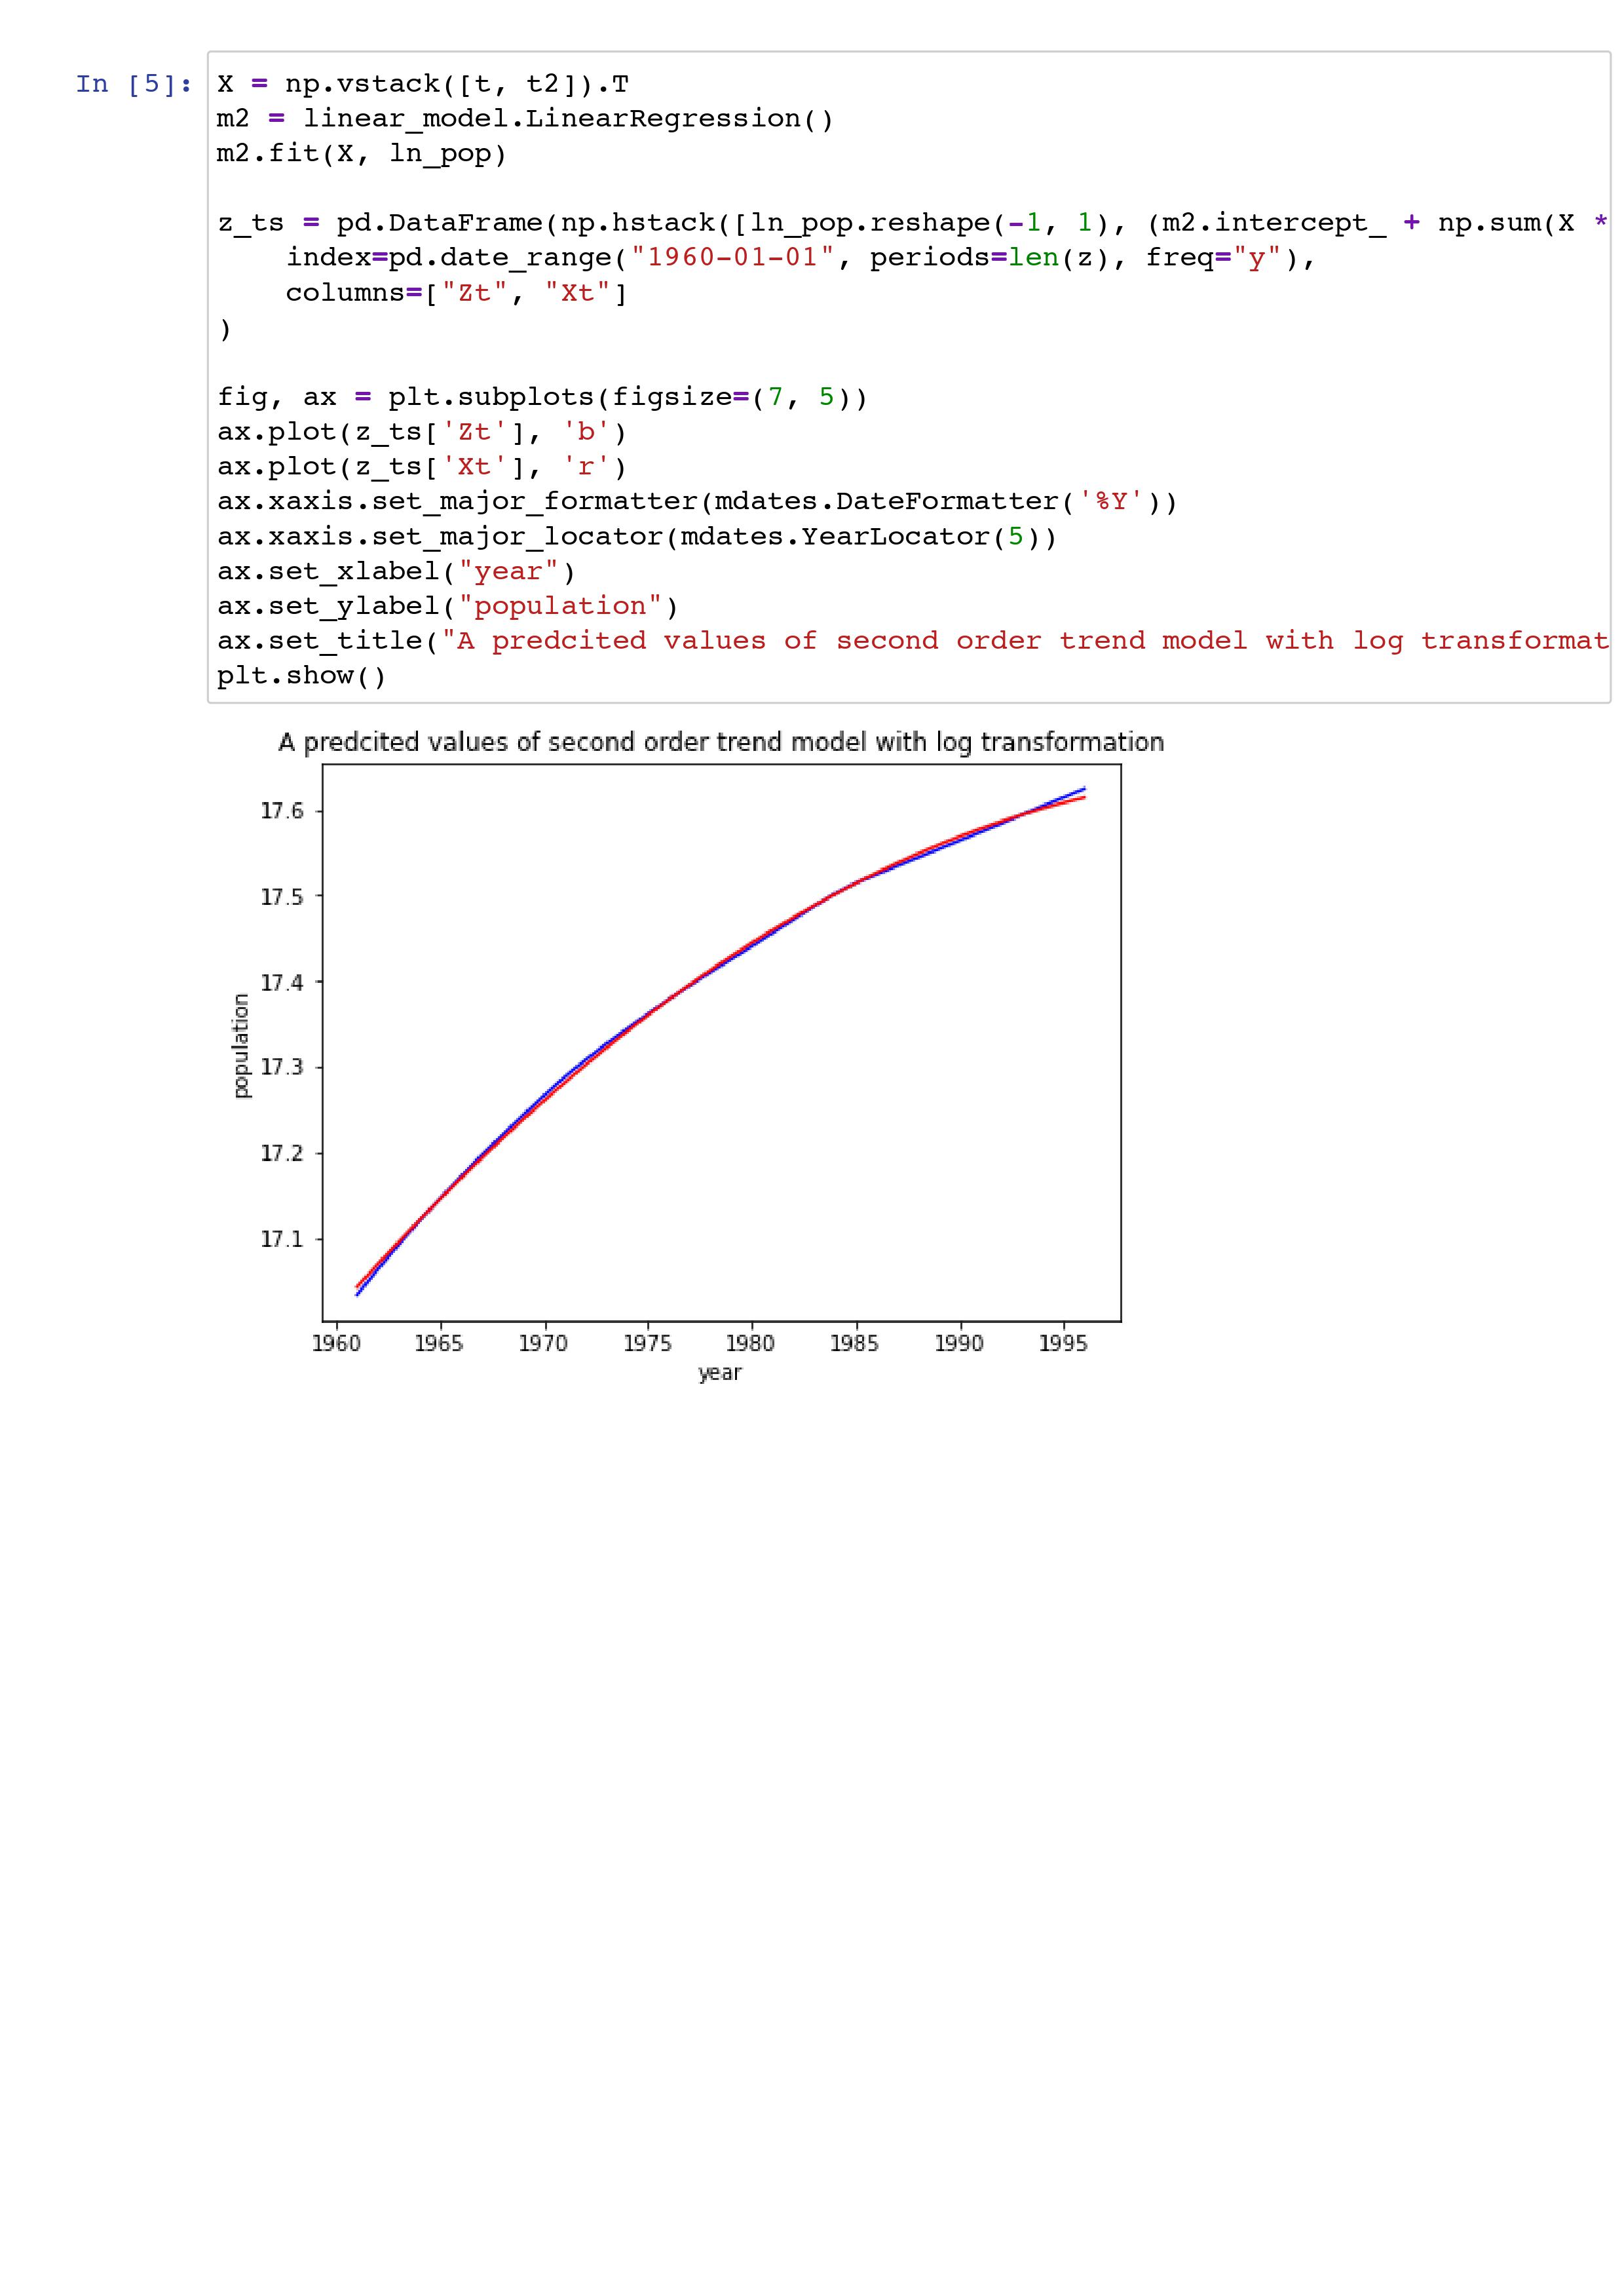 In [5]: X = np.vstack([t, t2]).T
m2 = linear_model.LinearRegression()
m2.fit(X, ln_pop)
z_ts = pd.DataFrame(np.hstack([ln_pop.reshape(-1, 1), (m2.intercept_ + np.sum(X *
    index=pd.date_range("1960-01-01", periods=len(z), freq="y"),
    columns=["Zt", "Xt"]
)
fig, ax = plt.subplots(figsize=(7, 5))
ax.plot(z_ts['Zt'], 'b')
ax.plot(z_ts['Xt'], 'r')
ax.xaxis.set_major_formatter(mdates.DateFormatter('%Y'))
ax.xaxis.set_major_locator(mdates.YearLocator(5))
ax.set_xlabel("year")
ax.set_ylabel("population")
ax.set_title("A predcited values of second order trend model with log transformat
plt.show()
A predcited values of second order trend model with log transformation
17.6
17.5
17.4
17.3
17.2
17.1
population
1960 1965 1970 1975 1980 1985 1990 1995
year